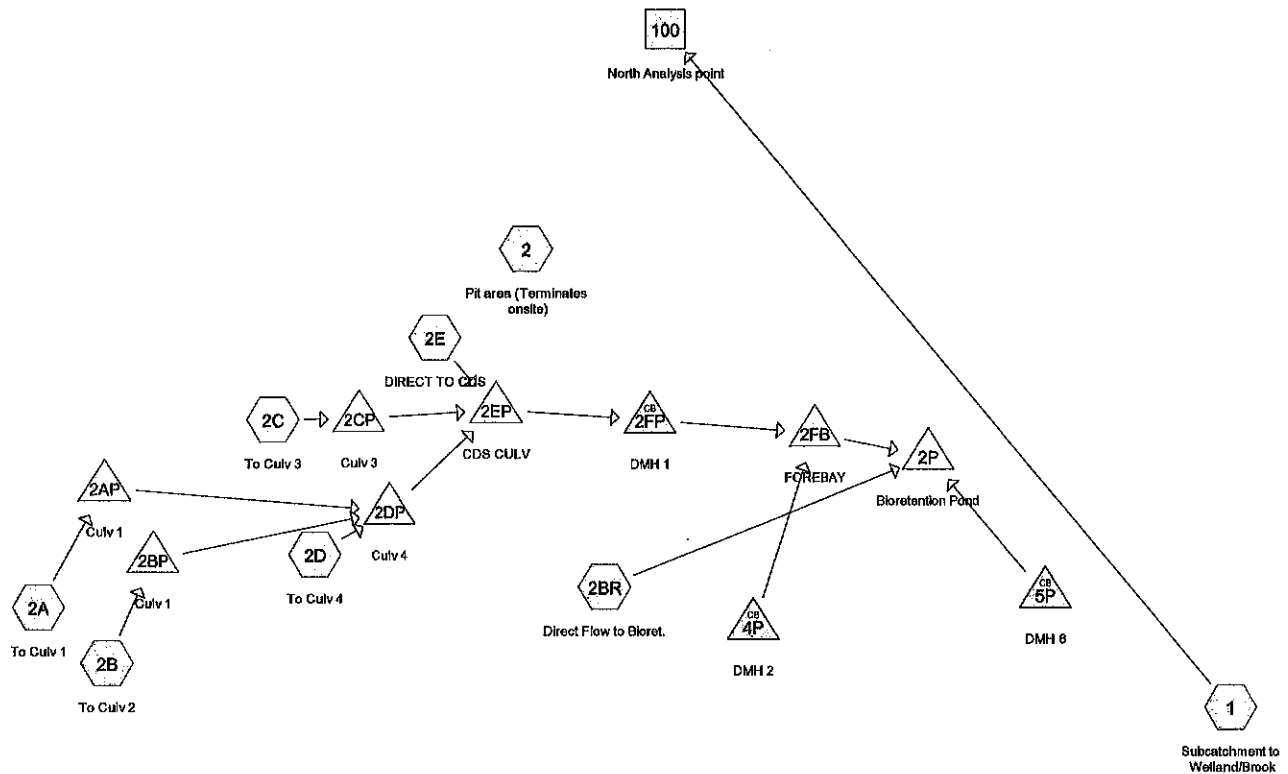 100
North Analysis point
2
Pit area (Terminates
onsite)
2E
DIRECT TO CDS
2C
To Culv 3
2CP
Culv 3
2EP
CDS CULV
CB
2FP
DMH 1
2FB
FOREBAY
2P
Bioretention Pond
2AP
Culv 1
2DP
Culv 4
2BP
Culv 1
2D
To Culv 4
2A
To Culv 1
2B
To Culv 2
2BR
Direct Flow to Bioret.
CB
4P
DMH 2
CB
5P
DMH 6
1
Subcatchment to
Welland/Brook